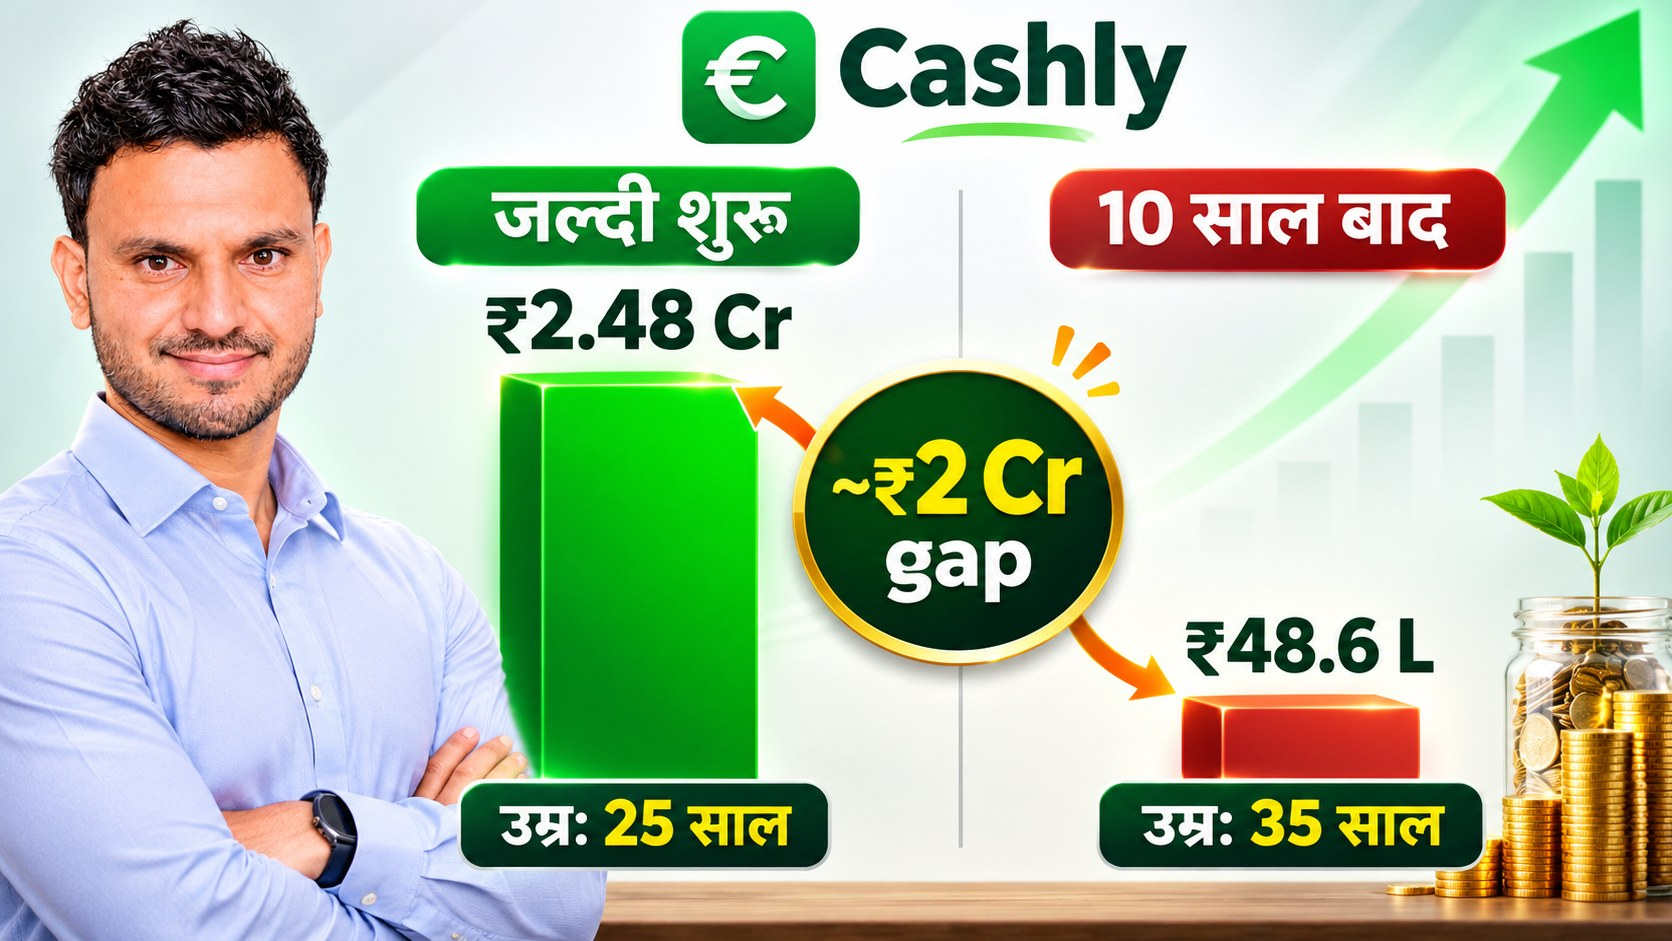 € Cashly
जल्दी शुरू
10 साल बाद
₹2.48 Cr
~₹2 Cr
gap
₹48.6 L
उम्र: 25 साल
उम्र: 35 साल